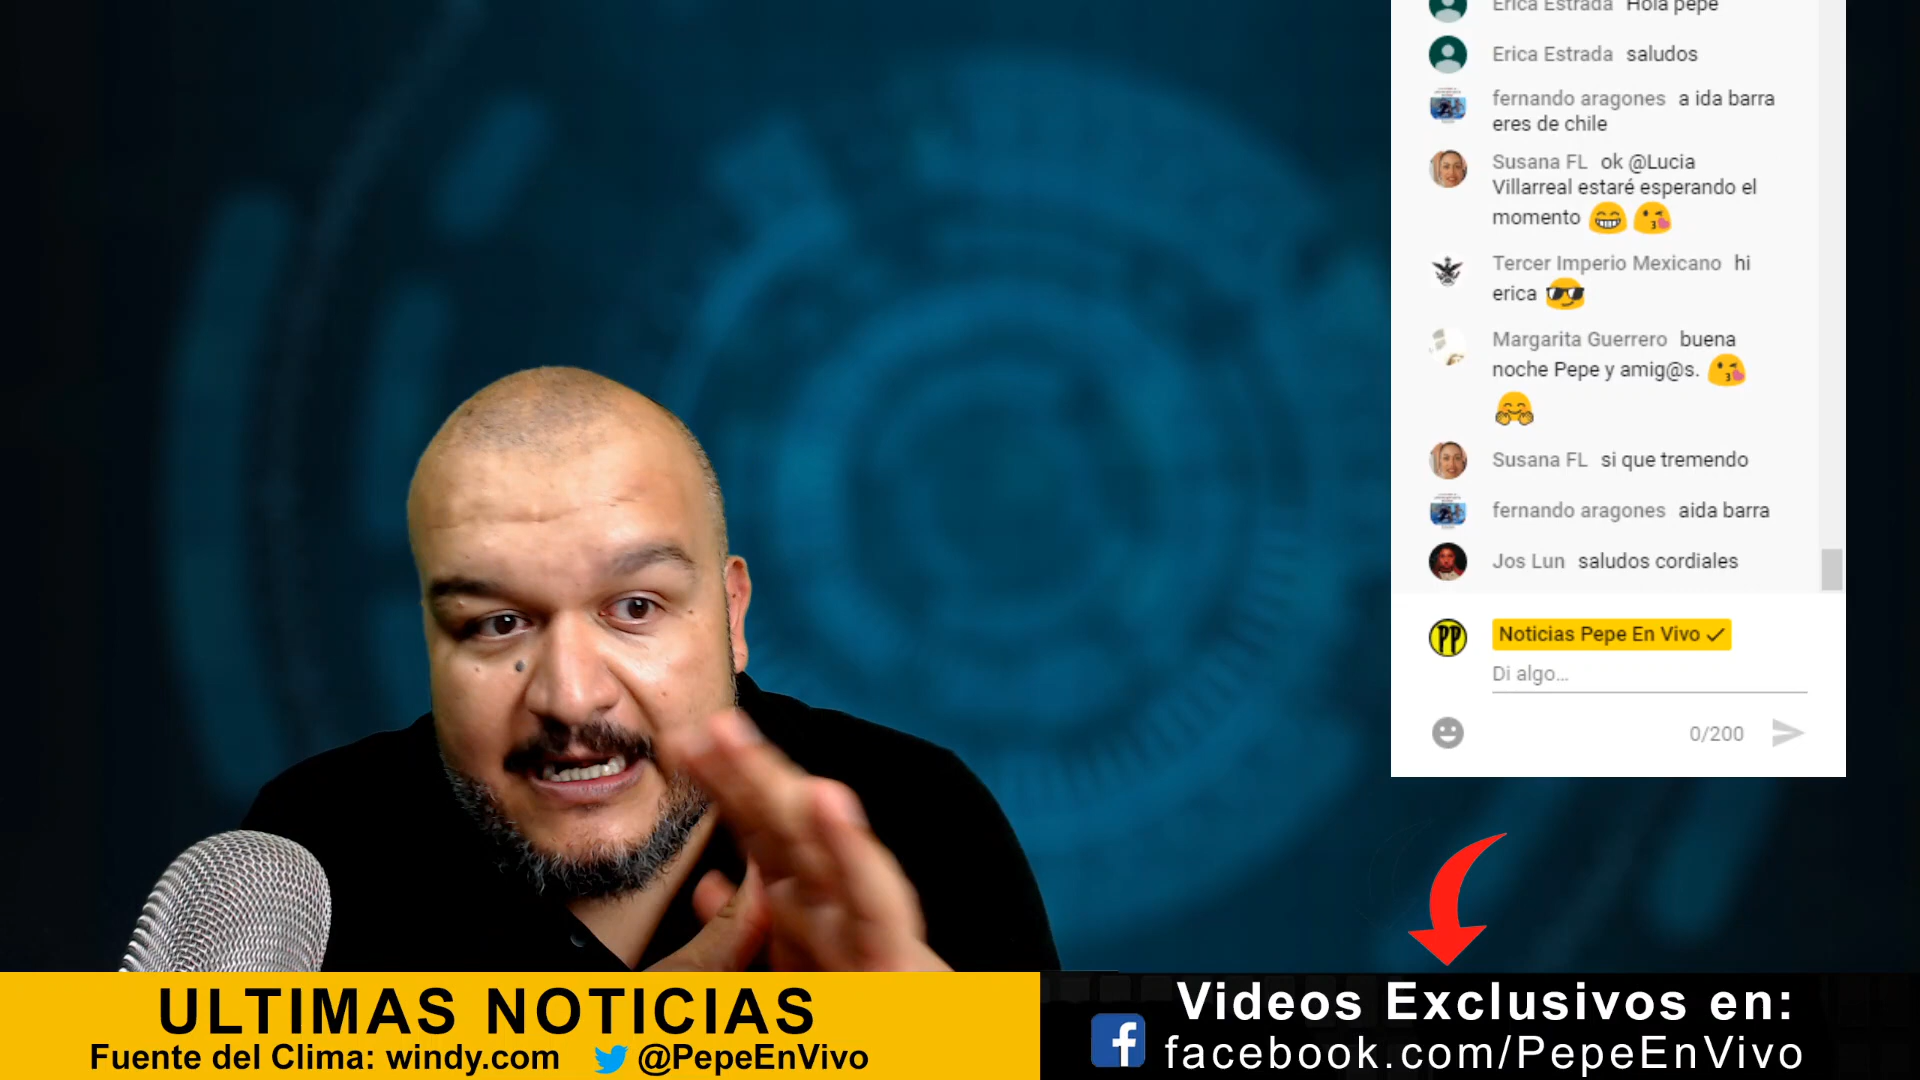 Erica Estrada Hola pepe
Erica Estrada saludos
fernando aragones a ida barra
eres de chile
Susana FL ok @Lucia
Villarreal estaré esperando el
momento
Tercer Imperio Mexicano hi
erica
Margarita Guerrero buena
noche Pepe y amig@s.
Susana FL si que tremendo
fernando aragones aida barra
Jos Lun saludos cordiales
PP
Noticias Pepe En Vivo
Di algo...
0/200
ULTIMAS NOTICIAS
Fuente del Clima: windy.com @PepeEnVivo
Videos Exclusivos en:
facebook.com/PepeEnVivo